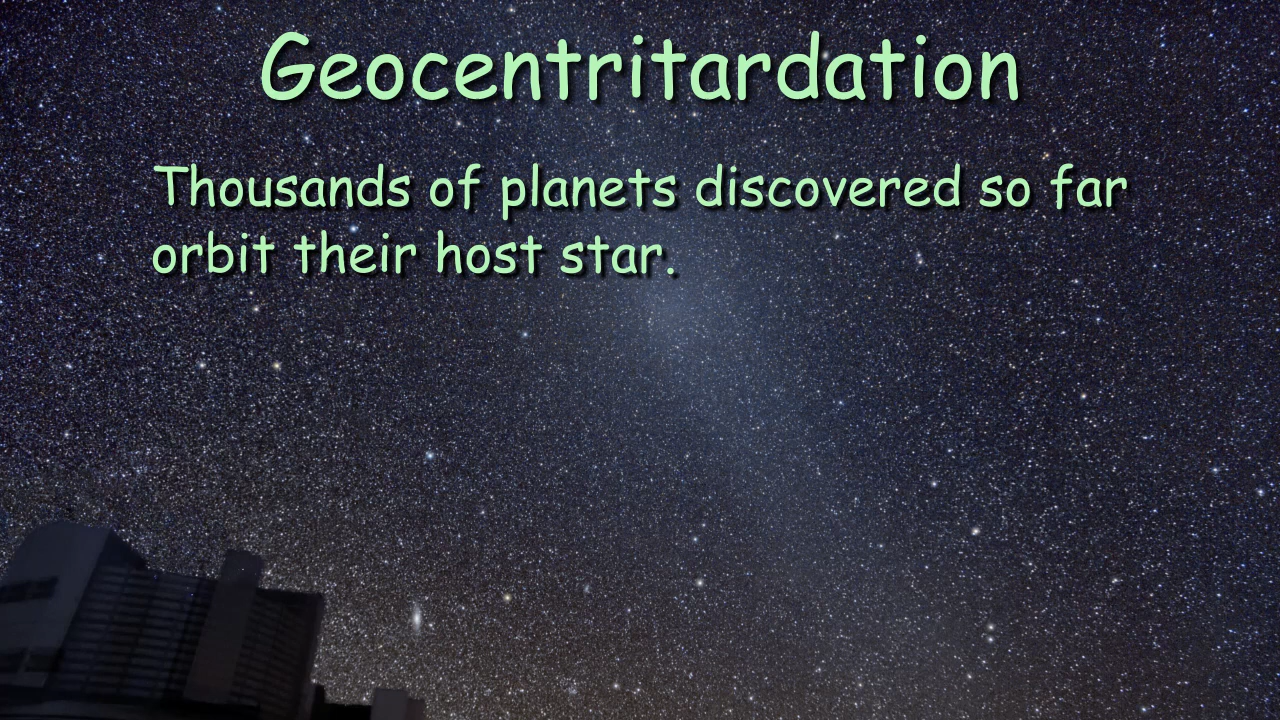 Geocentritardation
Thousands of planets discovered so far
orbit their host star.